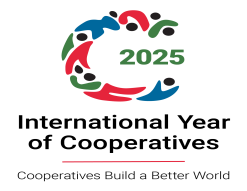 2025
International Year
of Cooperatives
Cooperatives Build a Better World